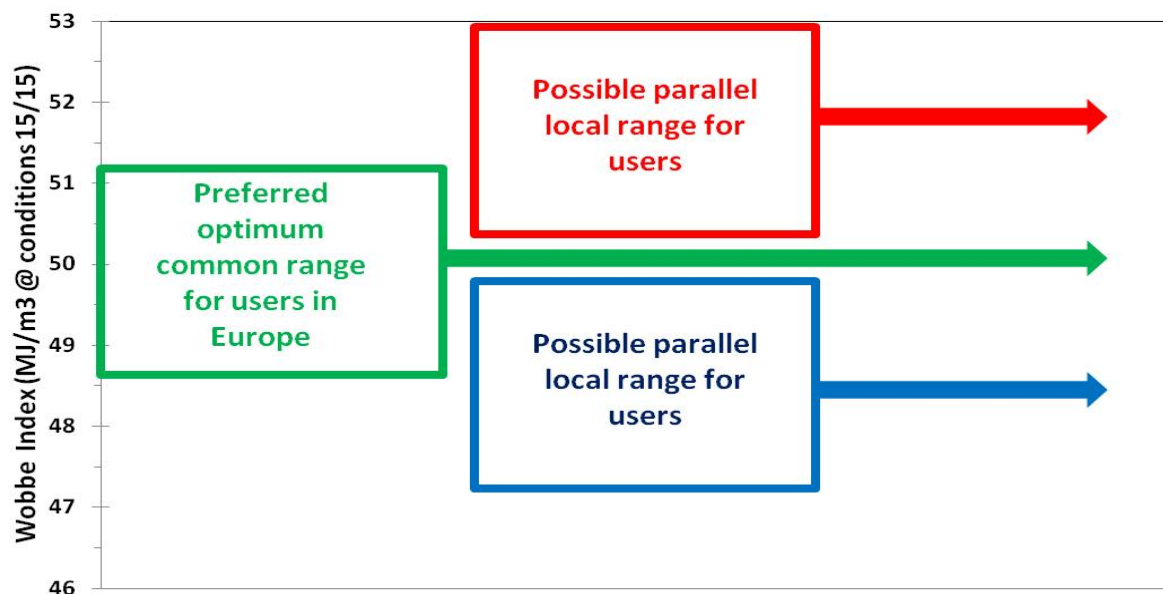 Wobbe Index (MJ/m3 @ conditions 15/15)
53
52
51
50
49
48
47
46
Preferred
optimum
common range
for users in
Europe
Possible parallel
local range for
users
Possible parallel
local range for
users